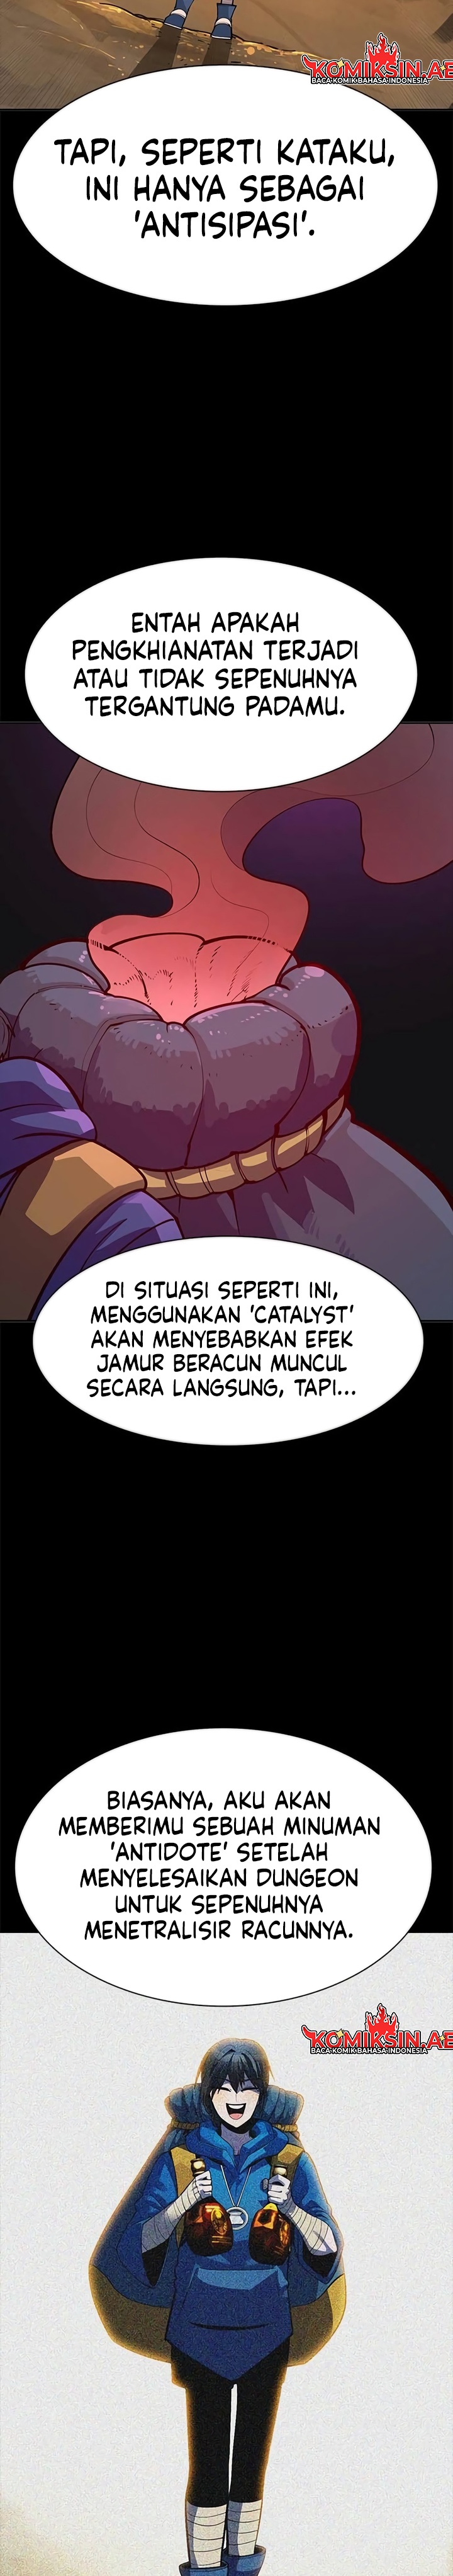 KOMIKSIN.AE
BACA KOMIK BAHASA INDONESIA
TAPI, SEPERTI KATAKU,
INI HANYA SEBAGAI
'ANTISIPASI'.
ENTAH APAKAH
PENGKHIANATAN TERJADI
ATAU TIDAK SEPENUHNYA
TERGANTUNG PADAMU.
DI SITUASI SEPERTI INI,
MENGGUNAKAN 'CATALYST'
AKAN MENYEBABKAN EFEK
JAMUR BERACUN MUNCUL
SECARA LANGSUNG, TAPI...
BIASANYA, AKU AKAN
MEMBERIMU SEBUAH MINUMAN
'ANTIDOTE' SETELAH
MENYELESAIKAN DUNGEON
UNTUK SEPENUHNYA
MENETRALISIR RACUNNYA.
KOMIKSIN.AE
BACA KOMIK BAHASA INDONESIA